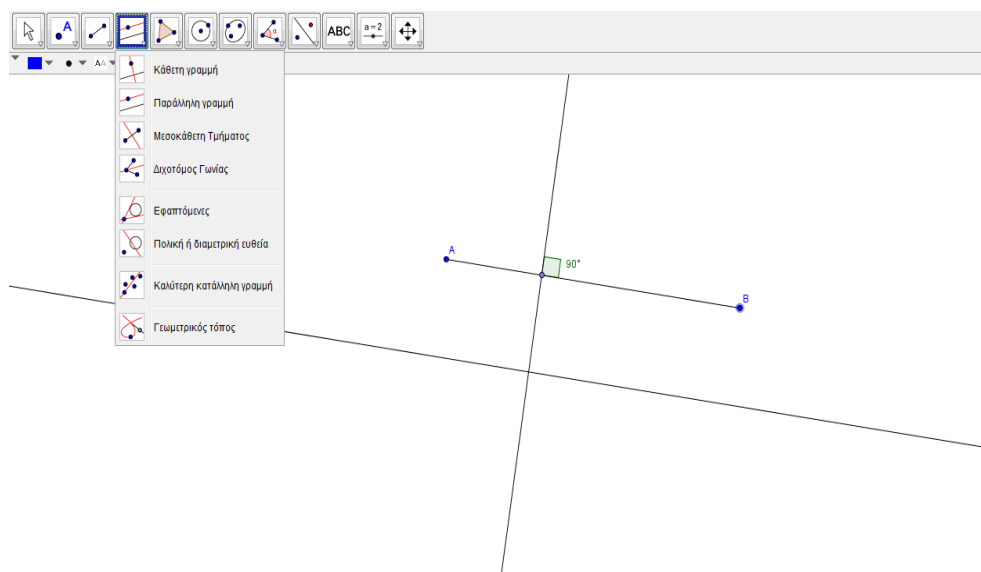 A
α
ABC
a=2
AA
Κάθετη γραμμή
Παράλληλη γραμμή
Μεσοκάθετη Τμήματος
Διχοτόμος Γωνίας
Εφαπτόμενες
Πολική ή διαμετρική ευθεία
Καλύτερη κατάλληλη γραμμή
Γεωμετρικός τόπος
A
90°
B